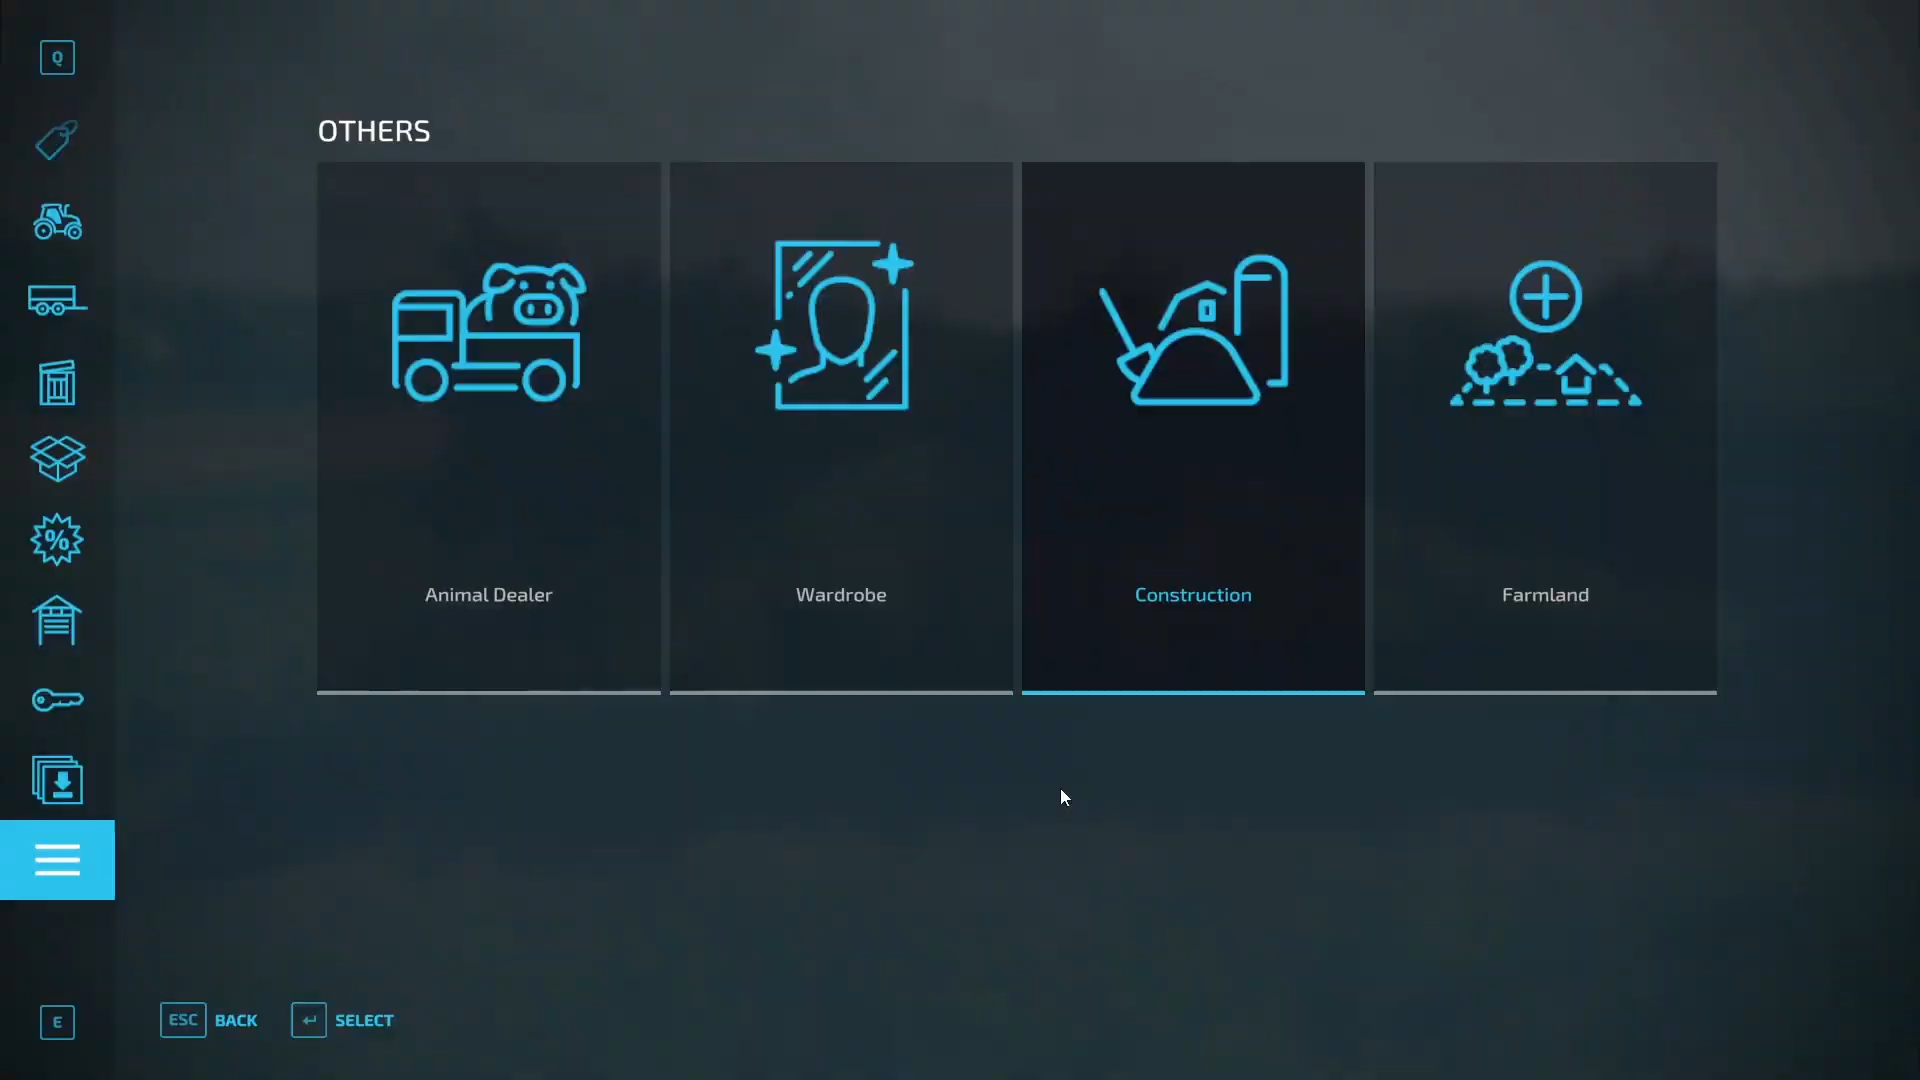 Q
OTHERS
Animal Dealer
Wardrobe
Construction
Farmland
%
E
ESC BACK
SELECT